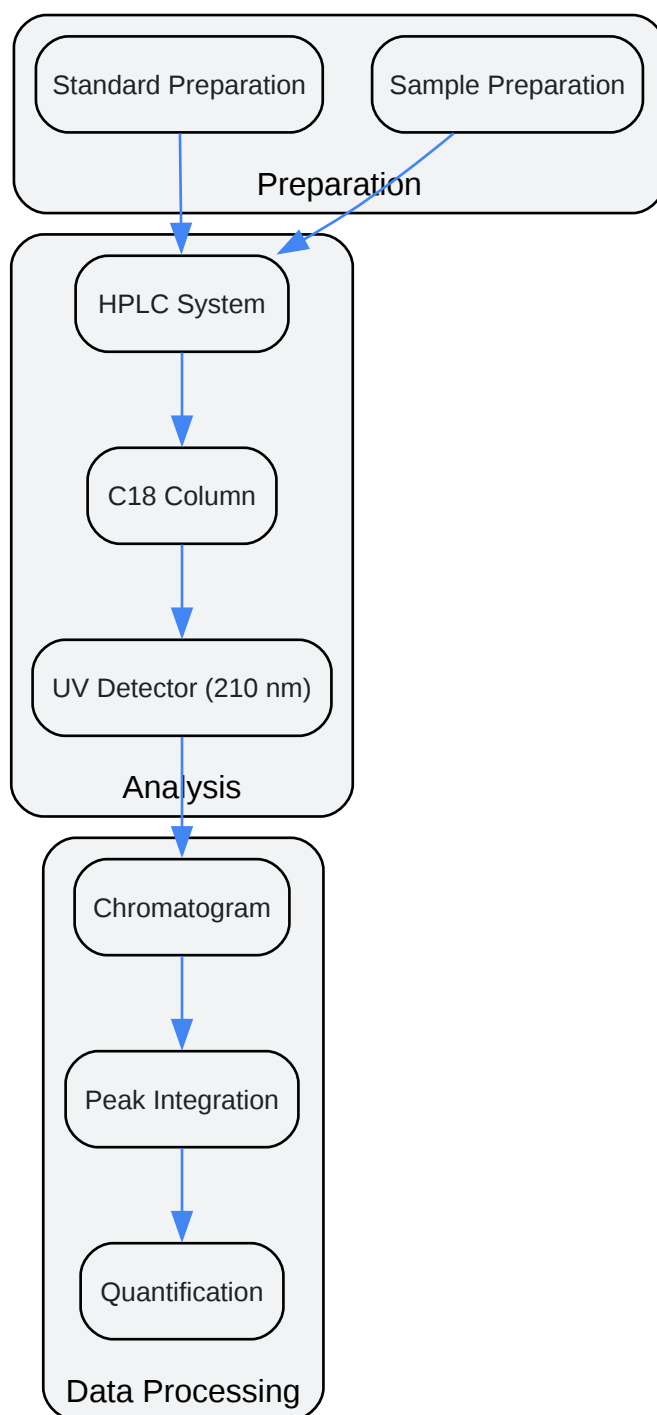 Standard Preparation
Sample Preparation
Preparation
HPLC System
C18 Column
UV Detector (210 nm)
Analysis
Chromatogram
Peak Integration
Quantification
Data Processing